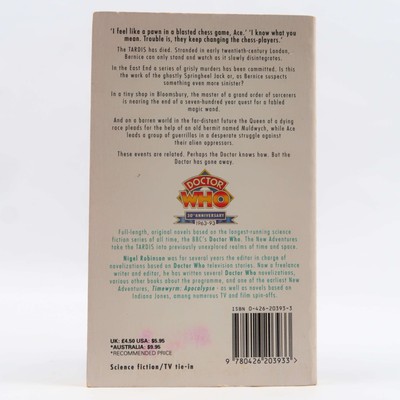 'I feel like a pawn in a blasted chess game, Ace.' 'I know what you
mean. Trouble is, they keep changing the chess-players.'
The TARDIS has died. Stranded in early twentieth-century London,
Bernice can only stand and watch as it slowly disintegrates.
In the East End a series of grisly murders has been committed. Is this
the work of the ghostly Springheel Jack or, as Bernice suspects
something even more sinister?
In a tiny shop in Bloomsbury, the master of a grand order of sorcerers
is nearing the end of a seven-hundred year quest for a fabled
magic wand.
And on a barren world in the far-distant future the Queen of a dying
race pleads for the help of an old hermit named Muldwych, while Ace
leads a group of guerrillas in a desperate struggle against
their alien oppressors.
These events are related. Perhaps the Doctor knows how. But the
Doctor has gone away.
DOCTOR
WHO
30th ANNIVERSARY
1963-93
Full-length, original novels based on the longest-running science
fiction series of all time, the BBC's Doctor Who. The New Adventures
take the TARDIS into previously unexplored realms of time and space.
Nigel Robinson was for several years the editor in charge of
novelizations based on Doctor Who television stories. Now a freelance
writer and editor, he has written several Doctor Who novelizations,
various other books about the programme, and one of the earliest New
Adventures, Timewyrm: Apocalypse - as well as novels based on
Indiana Jones, among numerous TV and film spin-offs.
ISBN 0-426-20393-3
UK: £4.50 USA: $5.95
*AUSTRALIA: $9.95
*RECOMMENDED PRICE
Science fiction/TV tie-in
9 780426 203933 >